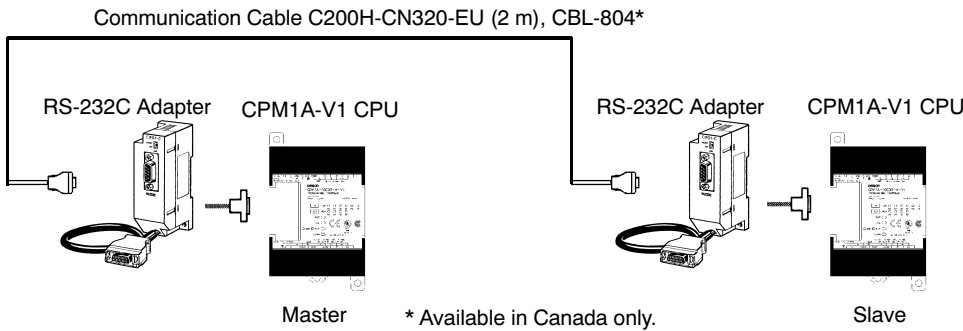 Communication Cable C200H-CN320-EU (2 m), CBL-804*
RS-232C Adapter
CPM1A-V1 CPU
RS-232C Adapter
CPM1A-V1 CPU
Master
* Available in Canada only.
Slave